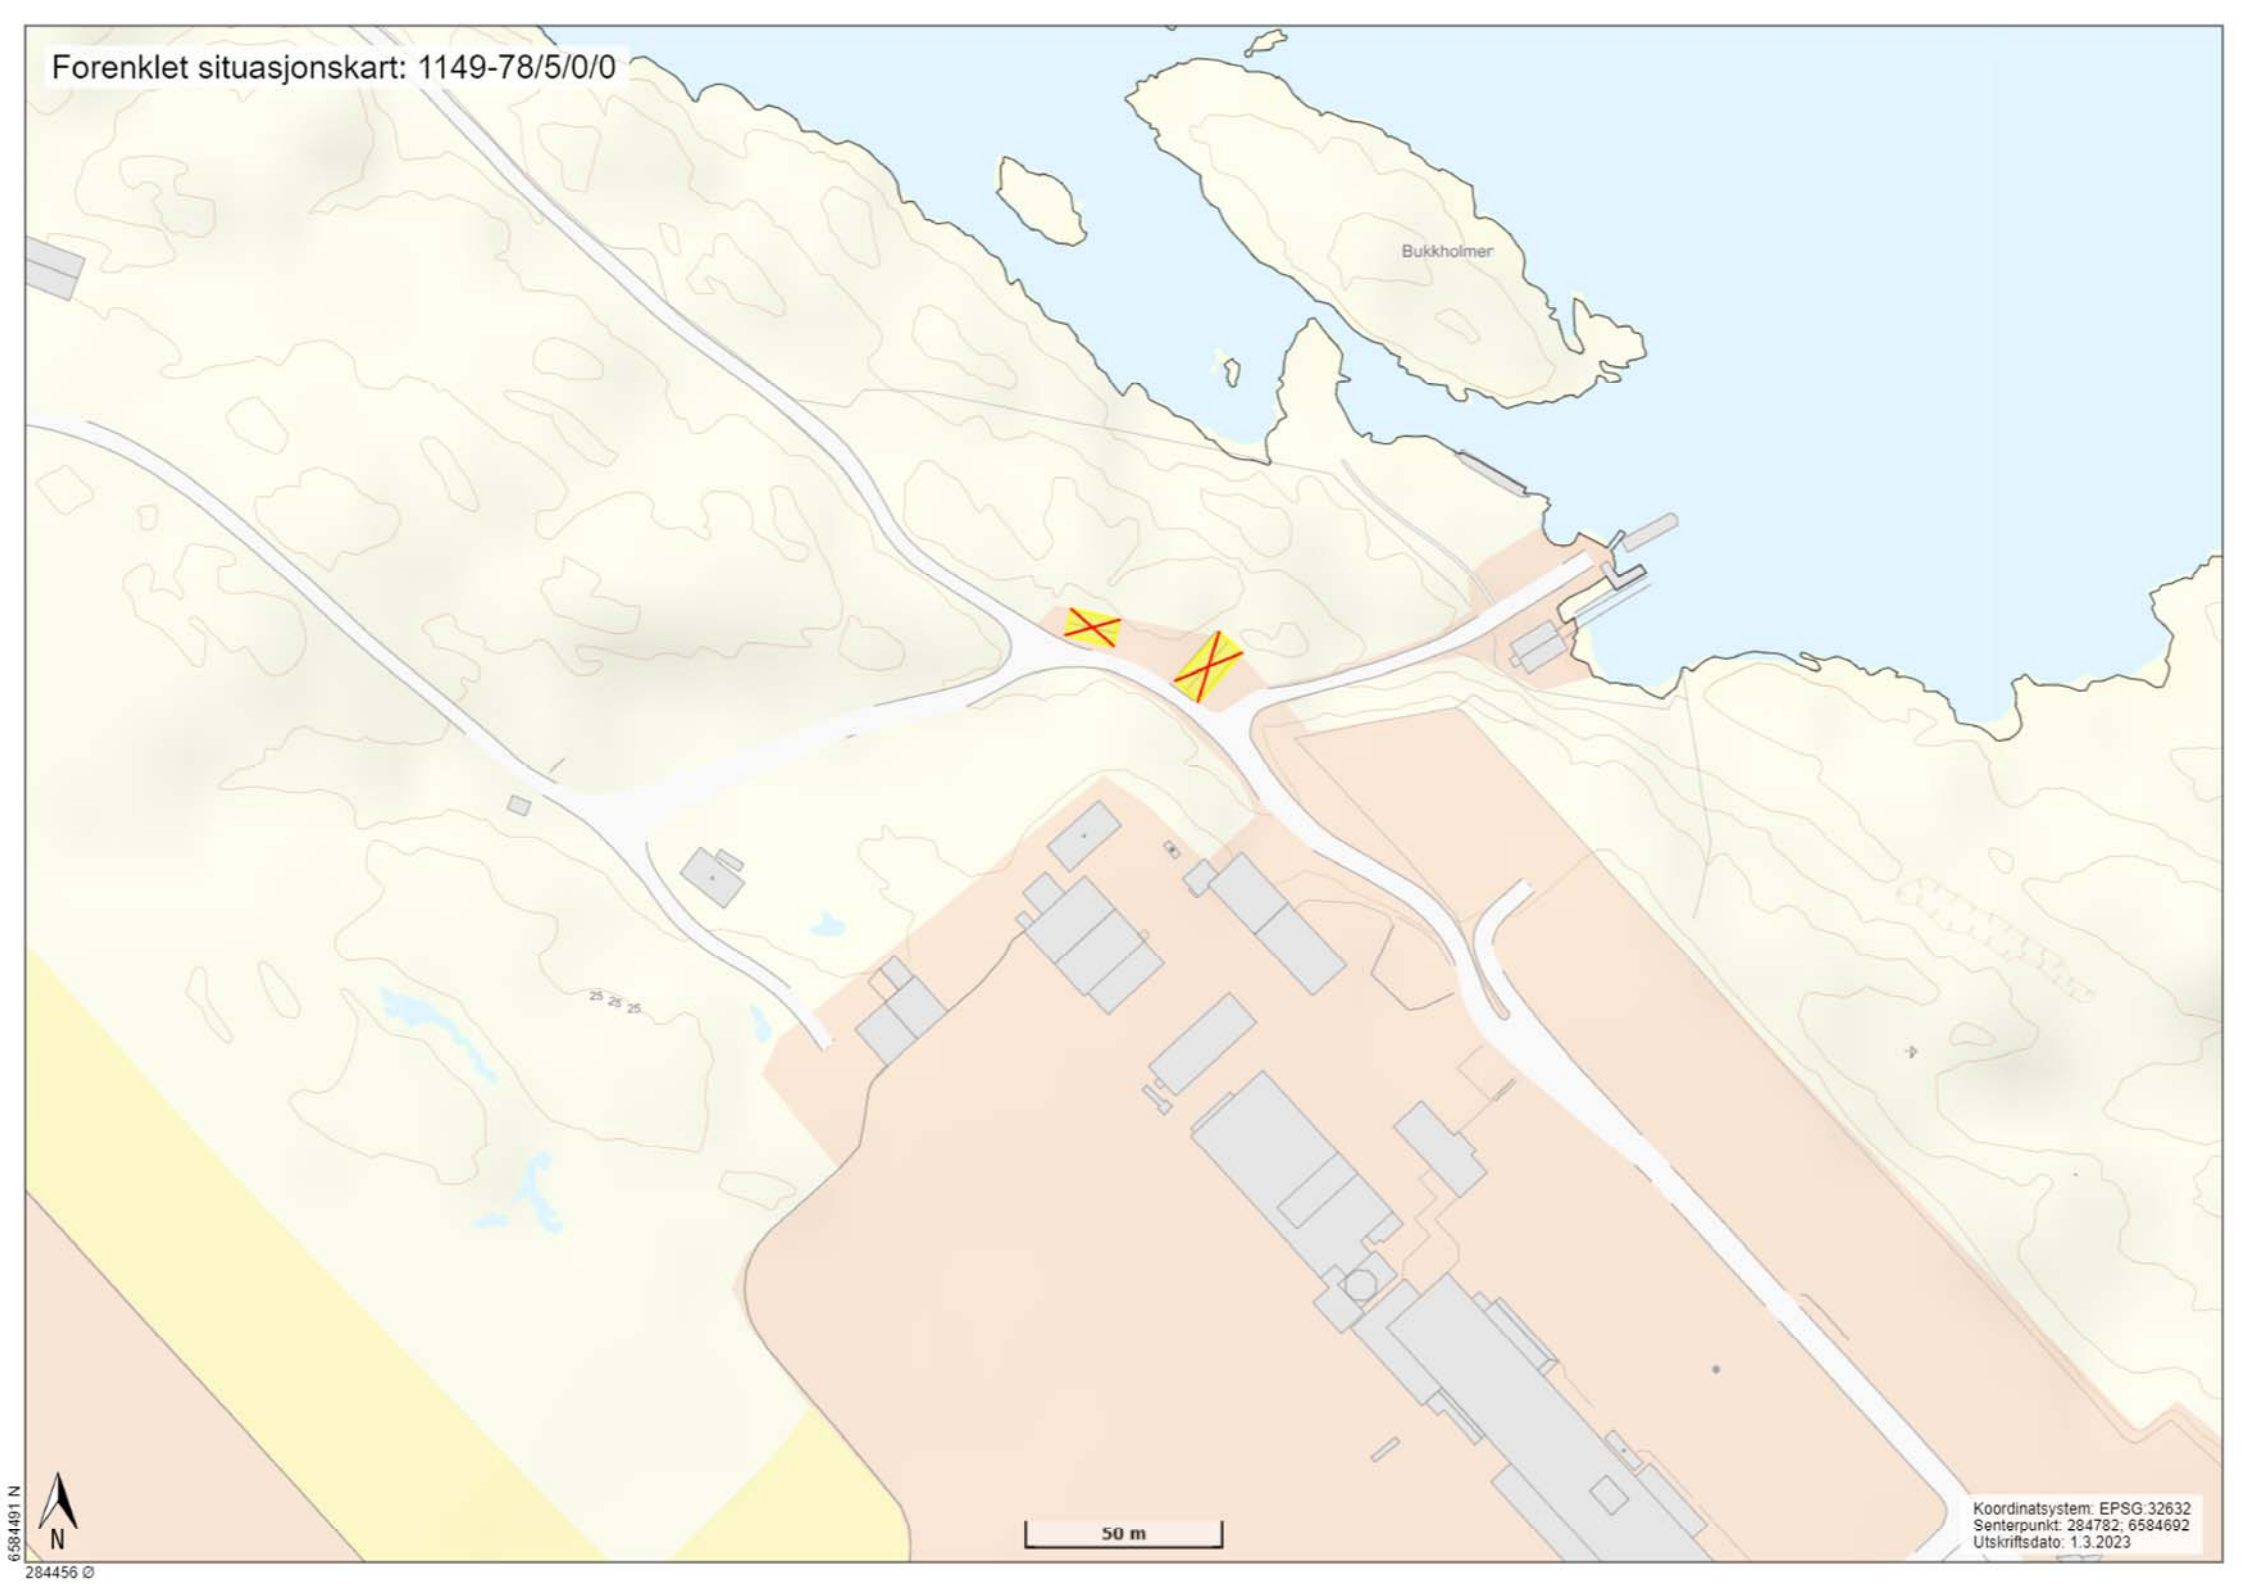 Forenklet situasjonskart: 1149-78/5/0/0
Bukkholmen
25 25 25
6584491 N
N
284456 Ø
50 m
Koordinatsystem: EPSG:32632
Senterpunkt: 284782; 6584692
Utskriftsdato: 1.3.2023